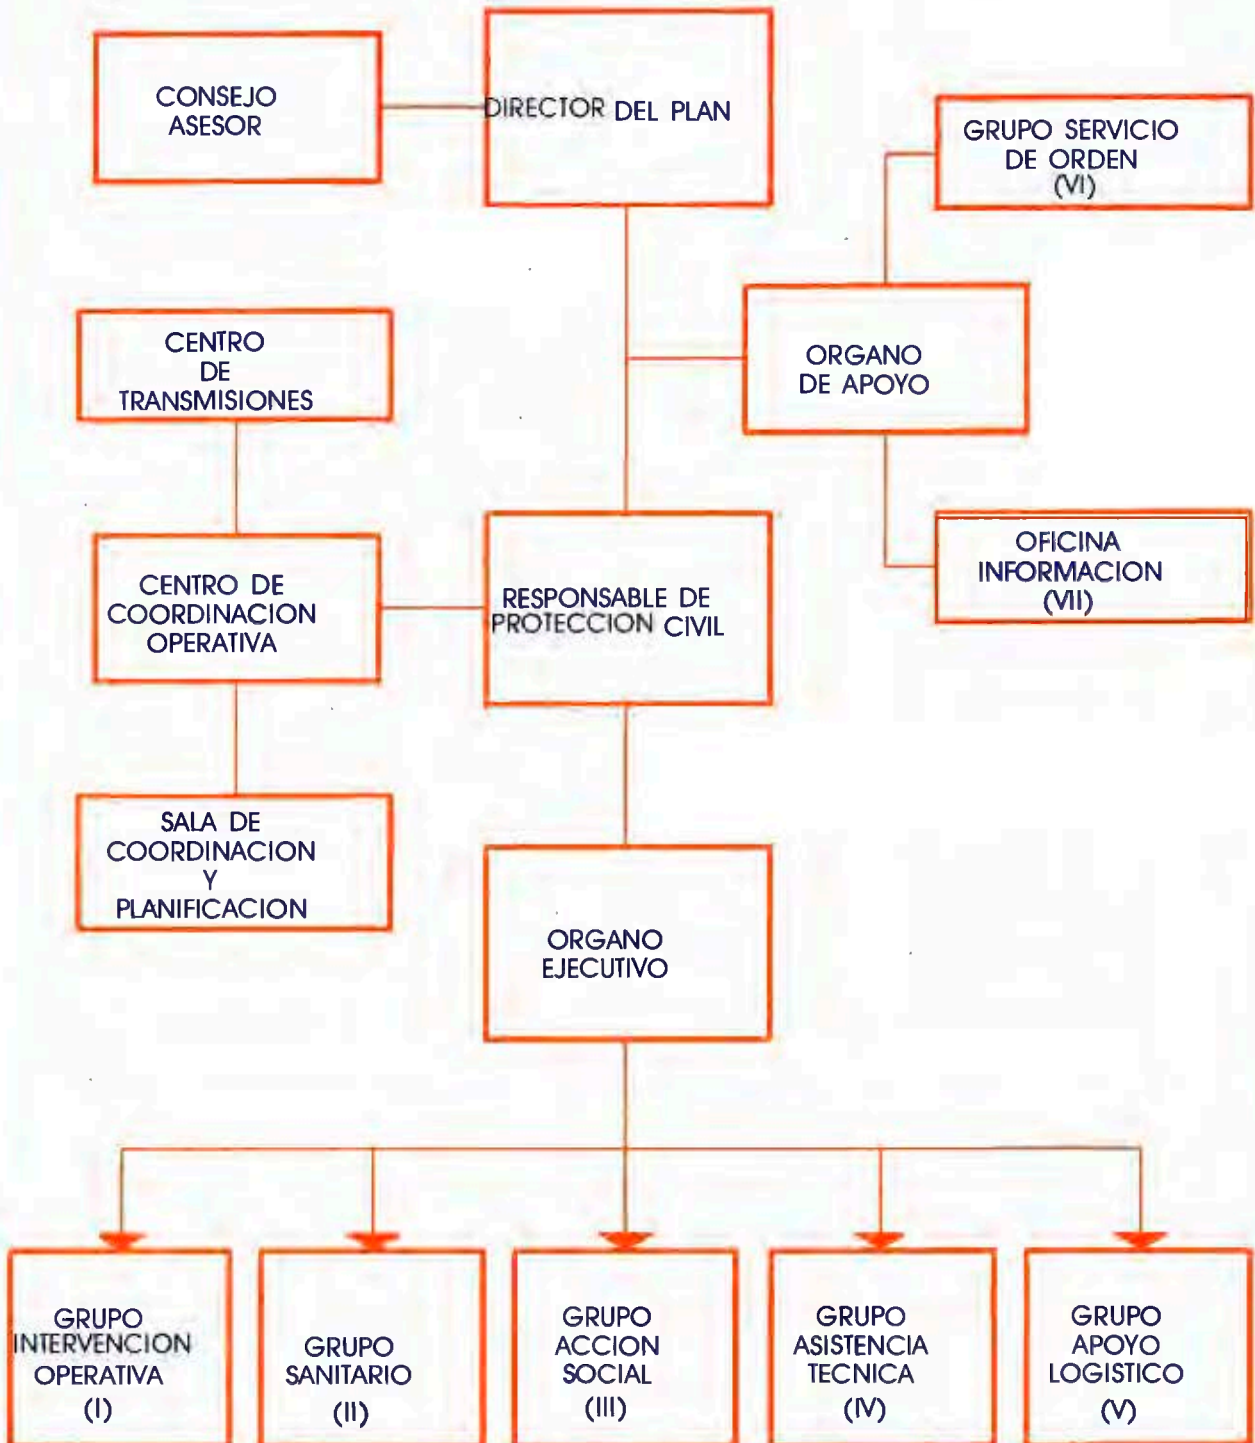 CONSEJO
ASESOR
DIRECTOR DEL PLAN
GRUPO SERVICIO
DE ORDEN
(VI)
CENTRO
DE
TRANSMISIONES
ORGANO
DE APOYO
CENTRO DE
COORDINACION
OPERATIVA
RESPONSABLE DE
PROTECCION CIVIL
OFICINA
INFORMACION
(VII)
SALA DE
COORDINACION
Y
PLANIFICACION
ORGANO
EJECUTIVO
GRUPO
INTERVENCION
OPERATIVA
(I)
GRUPO
SANITARIO
(II)
GRUPO
ACCION
SOCIAL
(III)
GRUPO
ASISTENCIA
TECNICA
(IV)
GRUPO
APOYO
LOGISTICO
(V)